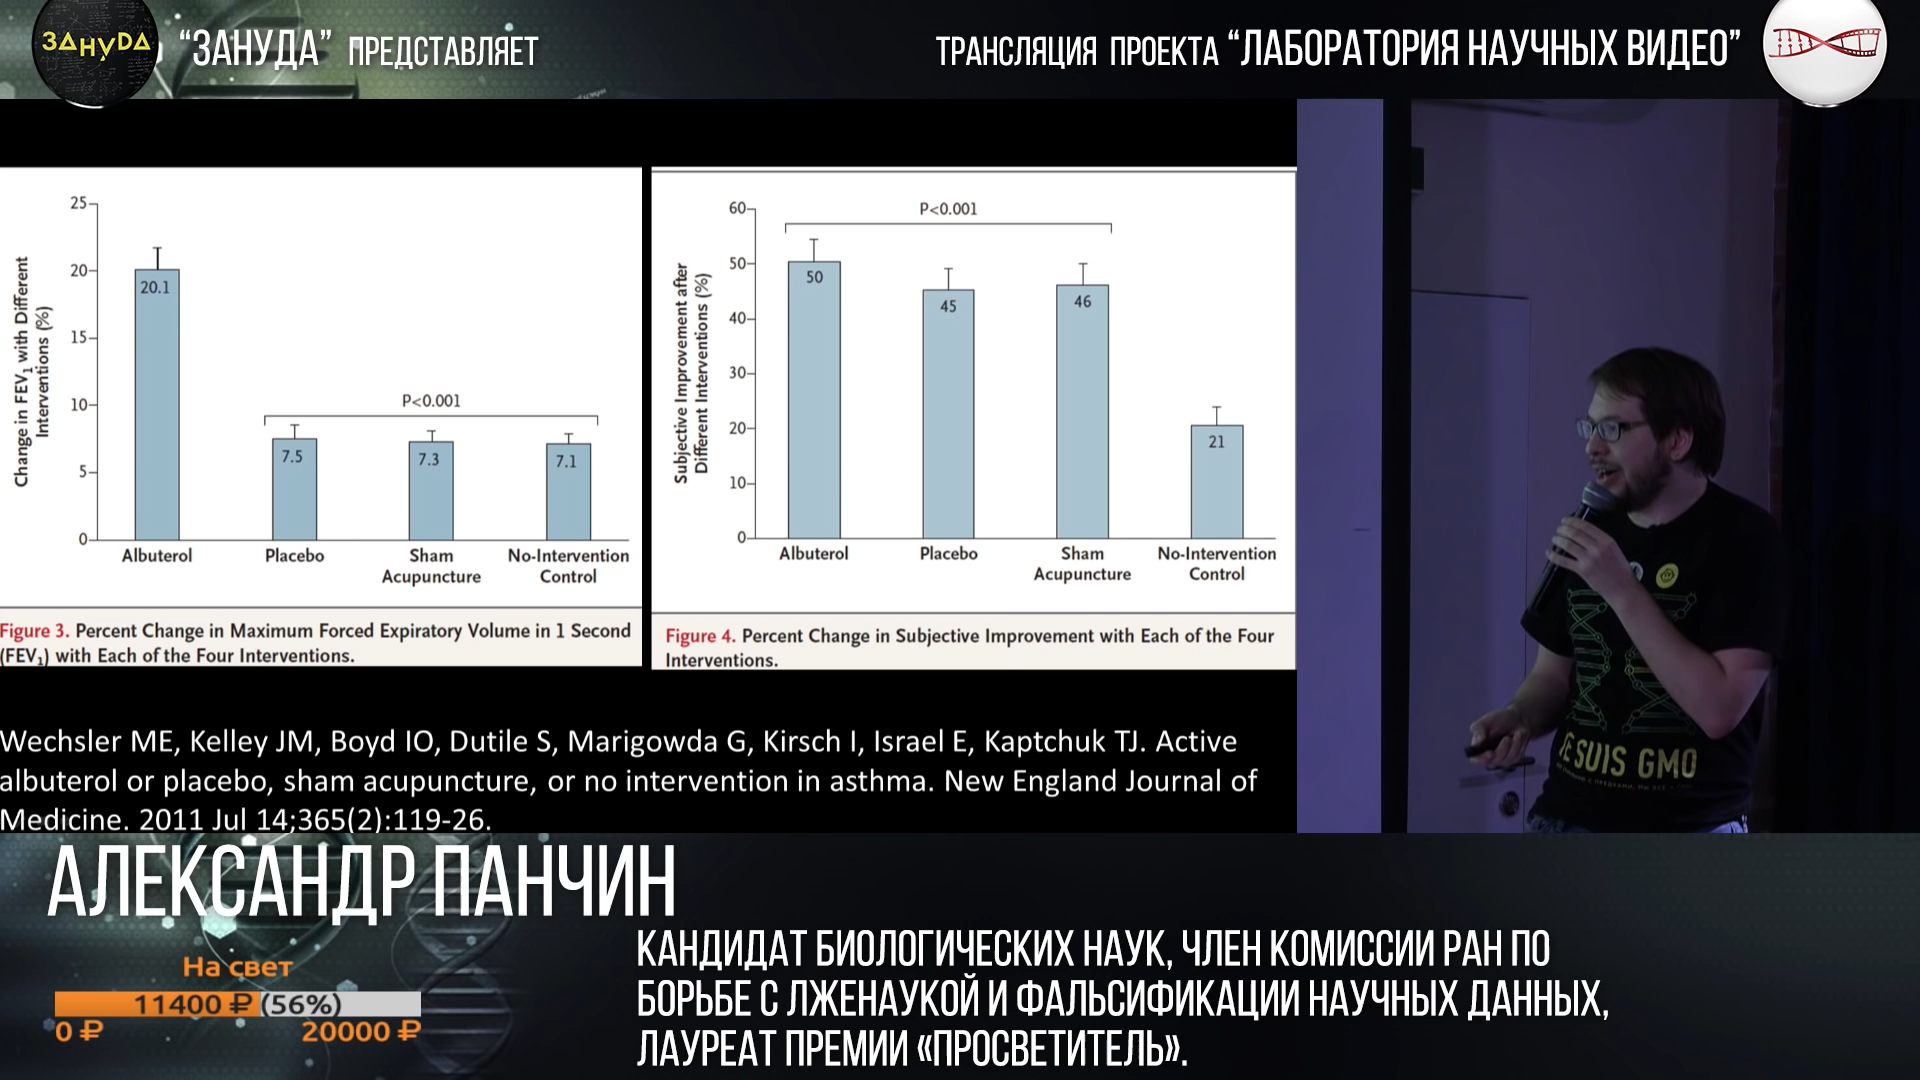 ЗАНУДА
“ЗАНУДА” ПРЕДСТАВЛЯЕТ
ТРАНСЛЯЦИЯ ПРОЕКТА “ЛАБОРАТОРИЯ НАУЧНЫХ ВИДЕО”
Change in FEV1 with Different
Interventions (%)
25
20
15
10
5
0
20.1
P<0.001
7.5
7.3
7.1
Albuterol
Placebo
Sham
Acupuncture
No-Intervention
Control
Figure 3. Percent Change in Maximum Forced Expiratory Volume in 1 Second
(FEV1) with Each of the Four Interventions.
Subjective Improvement after
Different Interventions (%)
60
50
40
30
20
10
0
P<0.001
50
45
46
21
Albuterol
Placebo
Sham
Acupuncture
No-Intervention
Control
Figure 4. Percent Change in Subjective Improvement with Each of the Four
Interventions.
Wechsler ME, Kelley JM, Boyd IO, Dutile S, Marigowda G, Kirsch I, Israel E, Kaptchuk TJ. Active
albuterol or placebo, sham acupuncture, or no intervention in asthma. New England Journal of
Medicine. 2011 Jul 14;365(2):119-26.
SUIS GMO
АЛЕКСАНДР ПАНЧИН
КАНДИДАТ БИОЛОГИЧЕСКИХ НАУК, ЧЛЕН КОМИССИИ РАН ПО
БОРЬБЕ С ЛЖЕНАУКОЙ И ФАЛЬСИФИКАЦИИ НАУЧНЫХ ДАННЫХ,
ЛАУРЕАТ ПРЕМИИ «ПРОСВЕТИТЕЛЬ».
На свет
11400 ₽ (56%)
0 ₽
20000 ₽